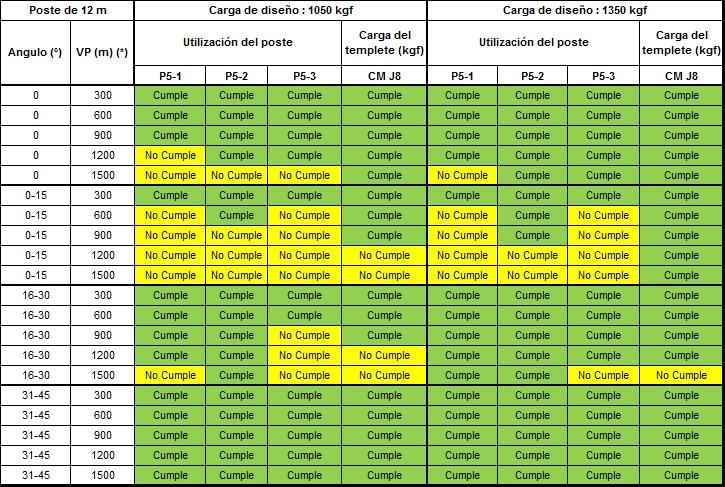 Poste de 12 m Carga de diseño : 1050 kgf Carga de diseño : 1350 kgf
Angulo (°) VP (m) (*) Utilización del poste Carga del templete (kgf) Utilización del poste Carga del templete (kgf)
P5-1 P5-2 P5-3 CM J8 P5-1 P5-2 P5-3 CM J8
0 300 Cumple Cumple Cumple Cumple Cumple Cumple Cumple Cumple
0 600 Cumple Cumple Cumple Cumple Cumple Cumple Cumple Cumple
0 900 Cumple Cumple Cumple Cumple Cumple Cumple Cumple Cumple
0 1200 No Cumple Cumple Cumple Cumple Cumple Cumple Cumple Cumple
0 1500 No Cumple No Cumple No Cumple Cumple No Cumple Cumple Cumple Cumple
0-15 300 Cumple Cumple Cumple Cumple Cumple Cumple Cumple Cumple
0-15 600 No Cumple Cumple No Cumple Cumple No Cumple Cumple No Cumple Cumple
0-15 900 No Cumple No Cumple No Cumple Cumple No Cumple Cumple No Cumple Cumple
0-15 1200 No Cumple No Cumple No Cumple No Cumple No Cumple No Cumple No Cumple Cumple
0-15 1500 No Cumple No Cumple No Cumple No Cumple No Cumple No Cumple No Cumple Cumple
16-30 300 Cumple Cumple Cumple Cumple Cumple Cumple Cumple Cumple
16-30 600 Cumple Cumple Cumple Cumple Cumple Cumple Cumple Cumple
16-30 900 Cumple Cumple No Cumple Cumple Cumple Cumple Cumple Cumple
16-30 1200 Cumple Cumple No Cumple No Cumple Cumple Cumple Cumple Cumple
16-30 1500 No Cumple Cumple No Cumple No Cumple Cumple Cumple No Cumple No Cumple
31-45 300 Cumple Cumple Cumple Cumple Cumple Cumple Cumple Cumple
31-45 600 Cumple Cumple Cumple Cumple Cumple Cumple Cumple Cumple
31-45 900 Cumple Cumple Cumple Cumple Cumple Cumple Cumple Cumple
31-45 1200 Cumple Cumple Cumple Cumple Cumple Cumple Cumple Cumple
31-45 1500 Cumple Cumple Cumple Cumple Cumple Cumple Cumple Cumple